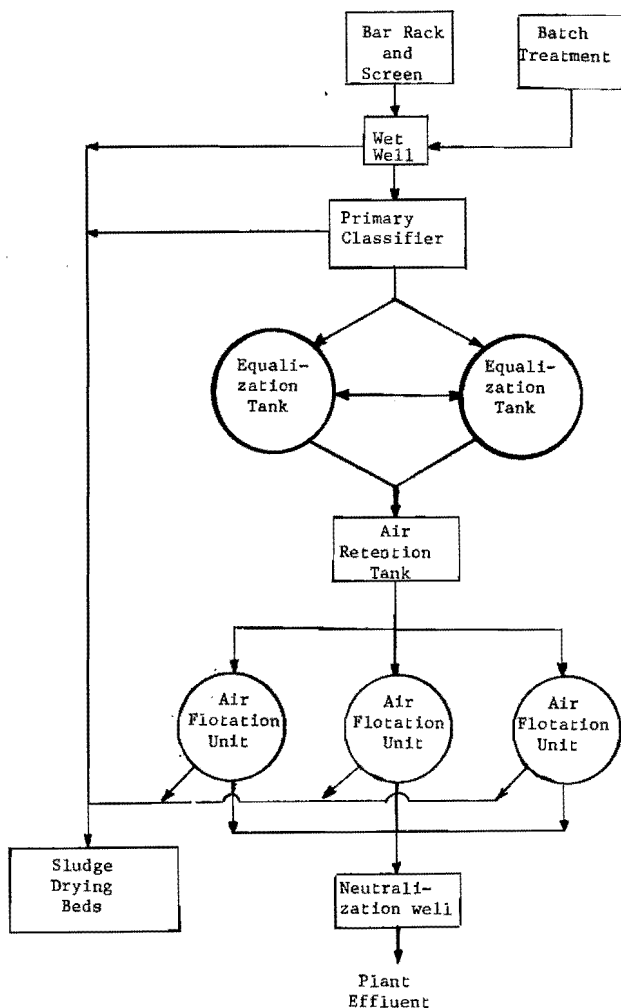 Bar Rack
and
Screen
Batch
Treatment
Wet
Well
Primary
Classifier
Equali-
zation
Tank
Equali-
zation
Tank
Air
Retention
Tank
Air
Flotation
Unit
Air
Flotation
Unit
Air
Flotation
Unit
Sludge
Drying
Beds
Neutrali-
zation well
Plant
Effluent